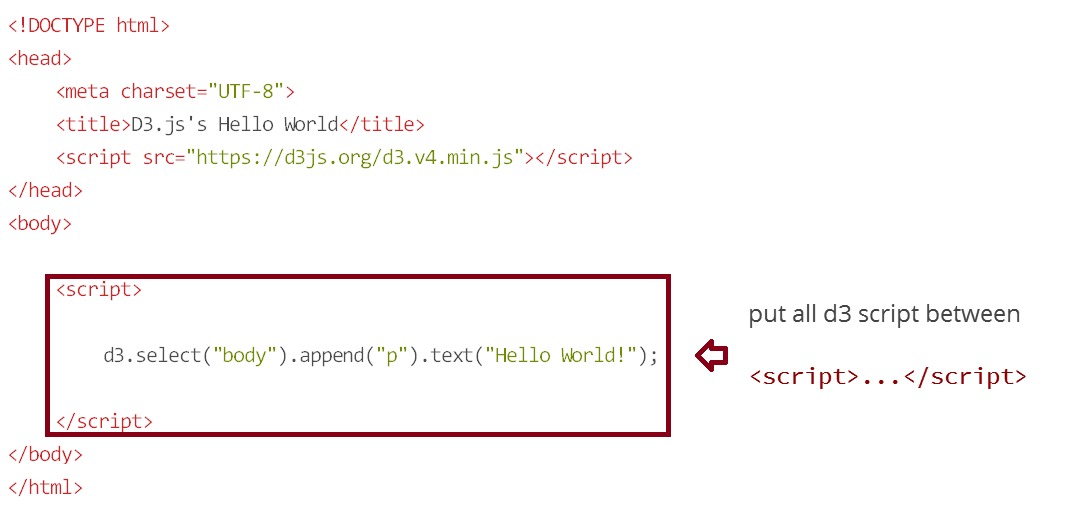 <!DOCTYPE html>
<head>
<meta charset="UTF-8">
<title>D3.js's Hello World</title>
<script src="https://d3js.org/d3.v4.min.js"></script>
</head>
<body>
<script>
d3.select("body").append("p").text("Hello World!");
</script>
</body>
</html>
put all d3 script between
<script>...</script>